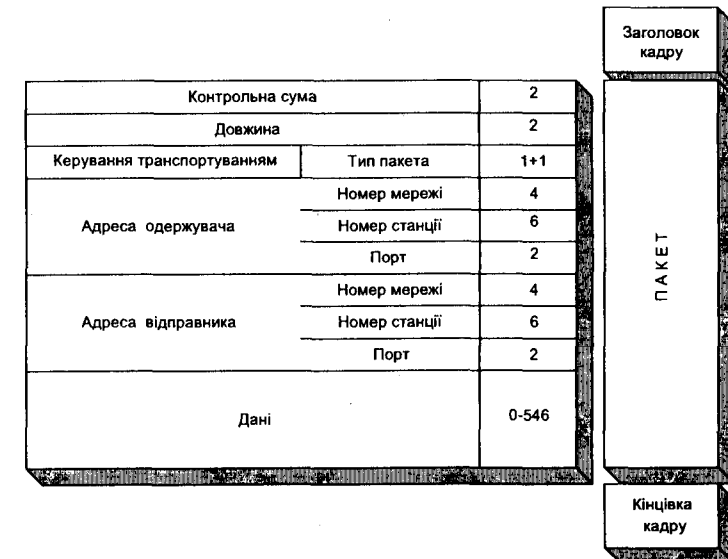 Заголовок
кадру
Контрольна сума 2
Довжина 2
Керування транспортуванням Тип пакета 1+1
Номер мережі 4
Адреса одержувача Номер станції 6
Порт 2
Номер мережі 4
Адреса відправника Номер станції 6
Порт 2
Дані 0-546
ПАКЕТ
Кінцівка
кадру